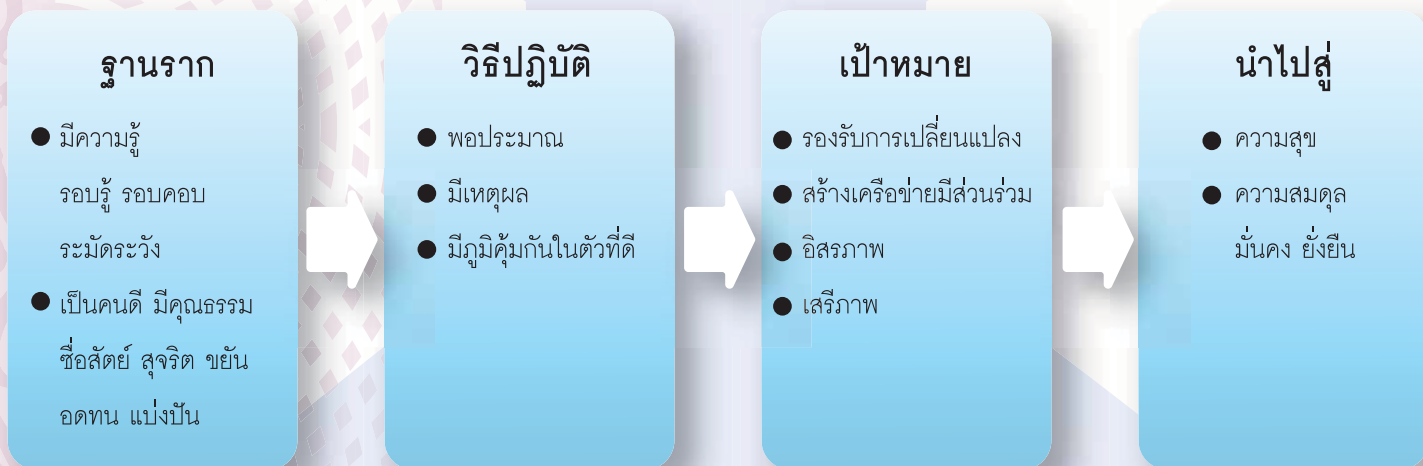 ฐานราก
● มีความรู้
รอบรู้ รอบคอบ
ระมัดระวัง
● เป็นคนดี มีคุณธรรม
ซื่อสัตย์ สุจริต ขยัน
อดทน แบ่งปัน
วิธีปฏิบัติ
● พอประมาณ
● มีเหตุผล
● มีภูมิคุ้มกันในตัวที่ดี
เป้าหมาย
● รองรับการเปลี่ยนแปลง
● สร้างเครือข่ายมีส่วนร่วม
● อิสรภาพ
● เสรีภาพ
นำไปสู่
● ความสุข
● ความสมดุล
มั่นคง ยั่งยืน